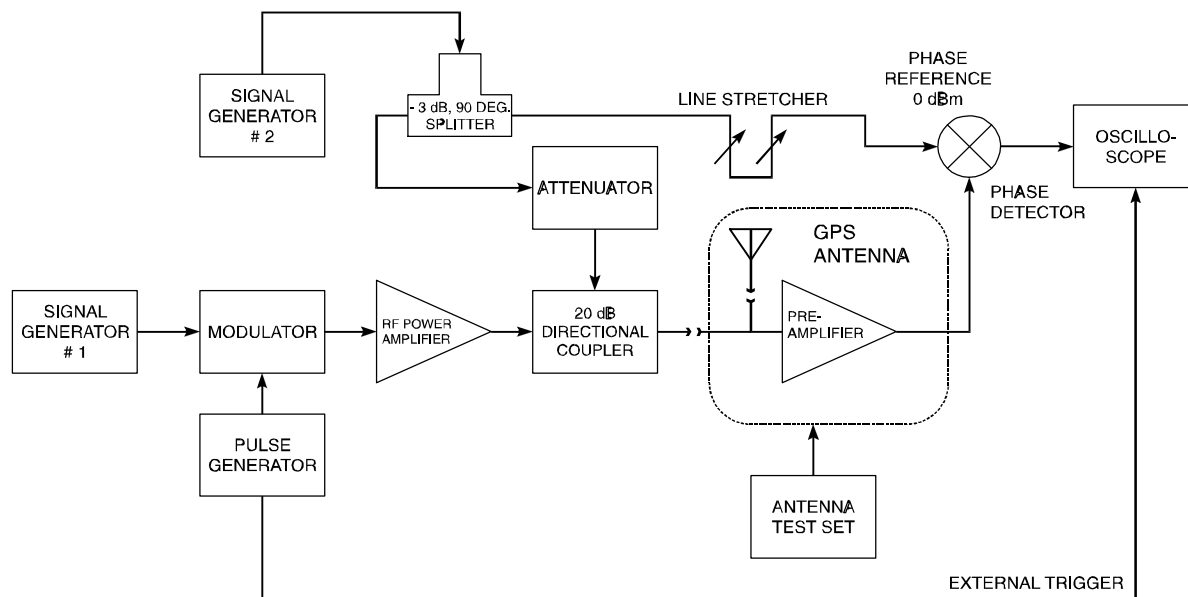 SIGNAL
GENERATOR
# 2
- 3 dB, 90 DEG.
SPLITTER
LINE STRETCHER
PHASE
REFERENCE
0 dBm
OSCILLO-
SCOPE
ATTENUATOR
PHASE
DETECTOR
GPS
ANTENNA
SIGNAL
GENERATOR
# 1
MODULATOR
RF POWER
AMPLIFIER
20 dB
DIRECTIONAL
COUPLER
PRE-
AMPLIFIER
PULSE
GENERATOR
ANTENNA
TEST SET
EXTERNAL TRIGGER